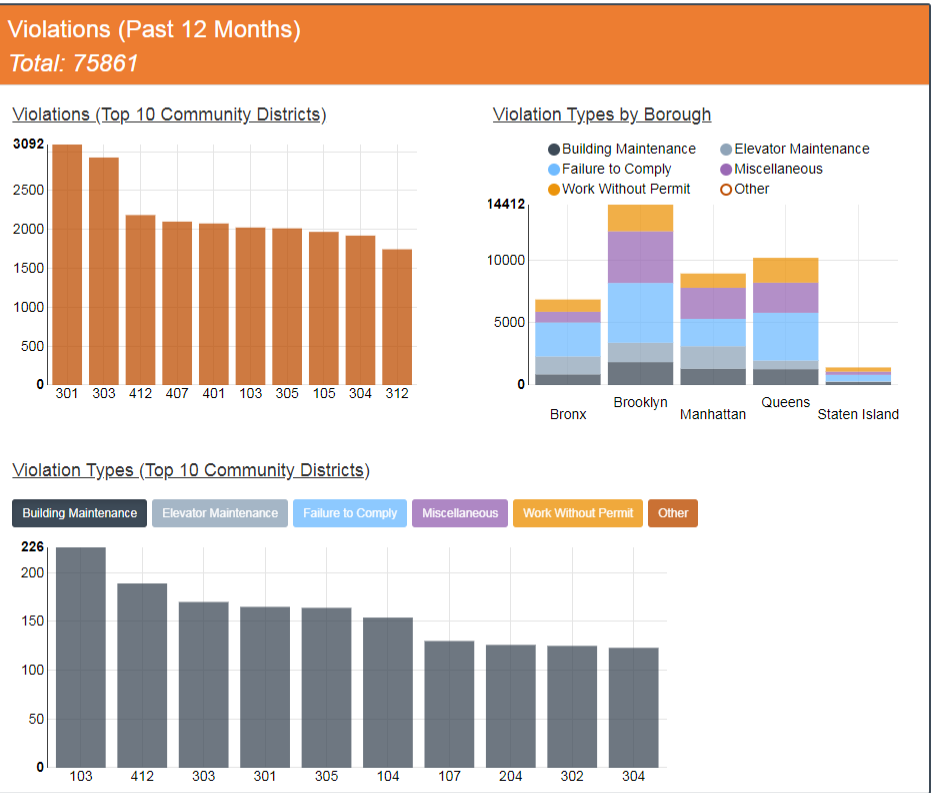 Violations (Past 12 Months)
Total: 75861
Violations (Top 10 Community Districts)
3092
2500
2000
1500
1000
500
0
301 303 412 407 401 103 305 105 304 312
Violation Types by Borough
Building Maintenance Elevator Maintenance
Failure to Comply Miscellaneous
Work Without Permit Other
14412
10000
5000
0
Bronx Brooklyn Manhattan Queens Staten Island
Violation Types (Top 10 Community Districts)
Building Maintenance Elevator Maintenance Failure to Comply Miscellaneous Work Without Permit Other
226
200
150
100
50
0
103 412 303 301 305 104 107 204 302 304